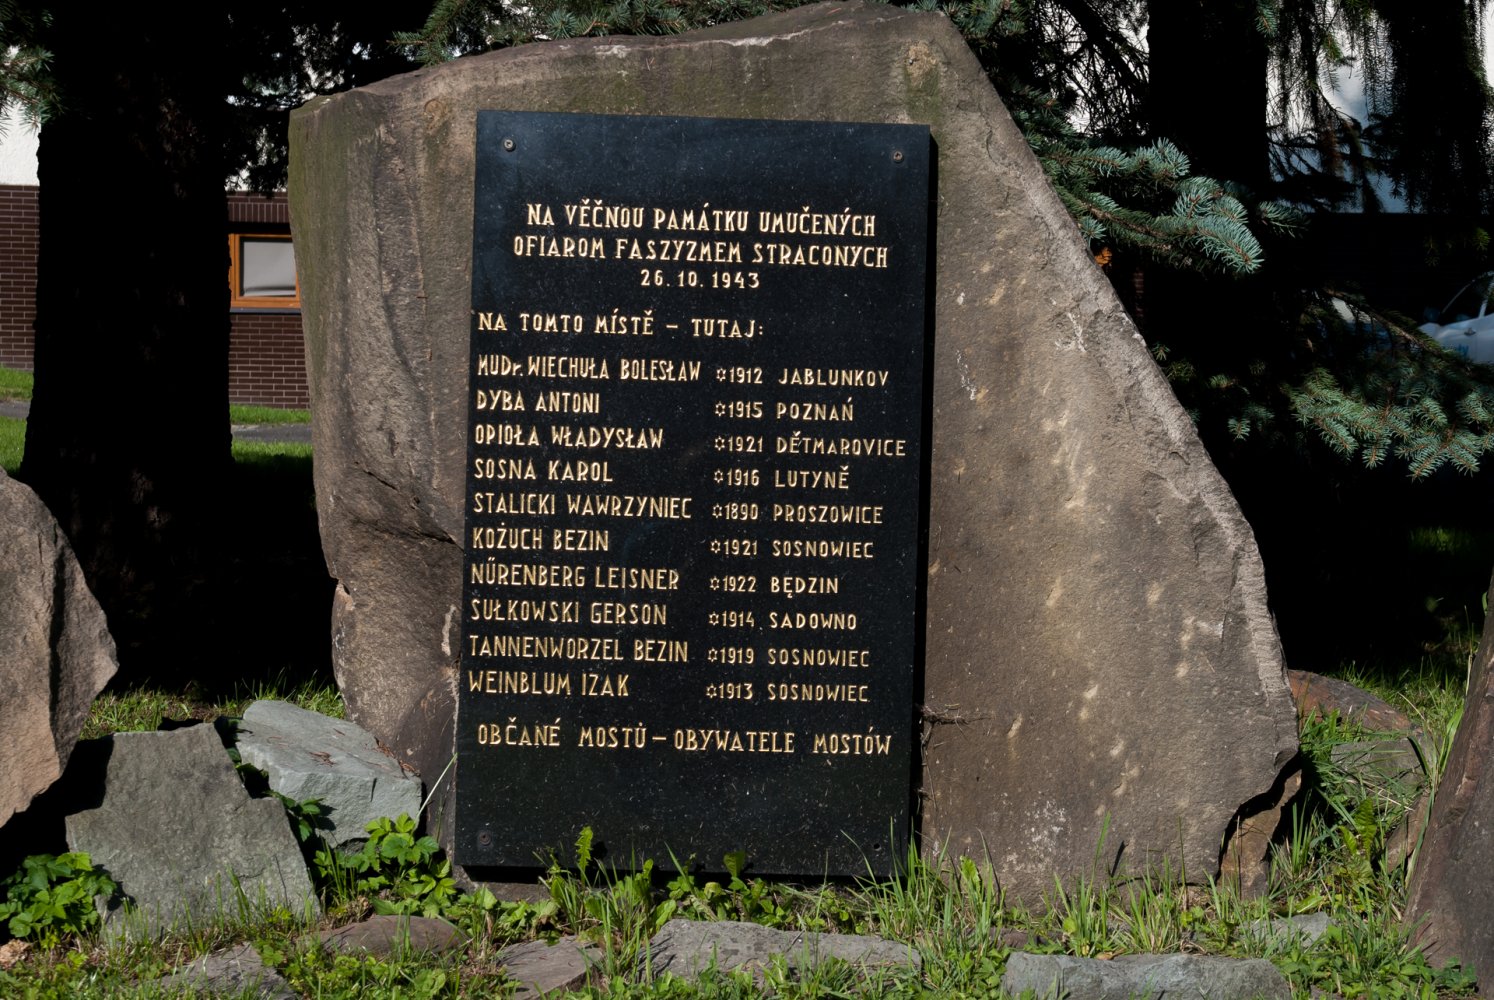 NA VĚČNOU PAMÁTKU UMUČENÝCH
OFIAROM FASZYZMEM STRACONYCH
26.10.1943
NA TOMTO MÍSTĚ - TUTAJ:
MUDr. WIECHUŁA BOLESŁAW ✡1912 JABLUNKOV
DYBA ANTONI ✡1915 POZNAŃ
OPIOŁA WŁADYSŁAW ✡1921 DĚTMAROVICE
SOSNA KAROL ✡1916 LUTYNĚ
STALICKI WAWRZYNIEC ✡1890 PROSZOWICE
KOŻUCH BEZIN ✡1921 SOSNOWIEC
NŰRENBERG LEISNER ✡1922 BĘDZIN
SUŁKOWSKI GERSON ✡1914 SADOWNO
TANNENWORZEL BEZIN ✡1919 SOSNOWIEC
WEINBLUM IZAK ✡1913 SOSNOWIEC
OBČANÉ MOSTŮ - OBYWATELE MOSTÓW